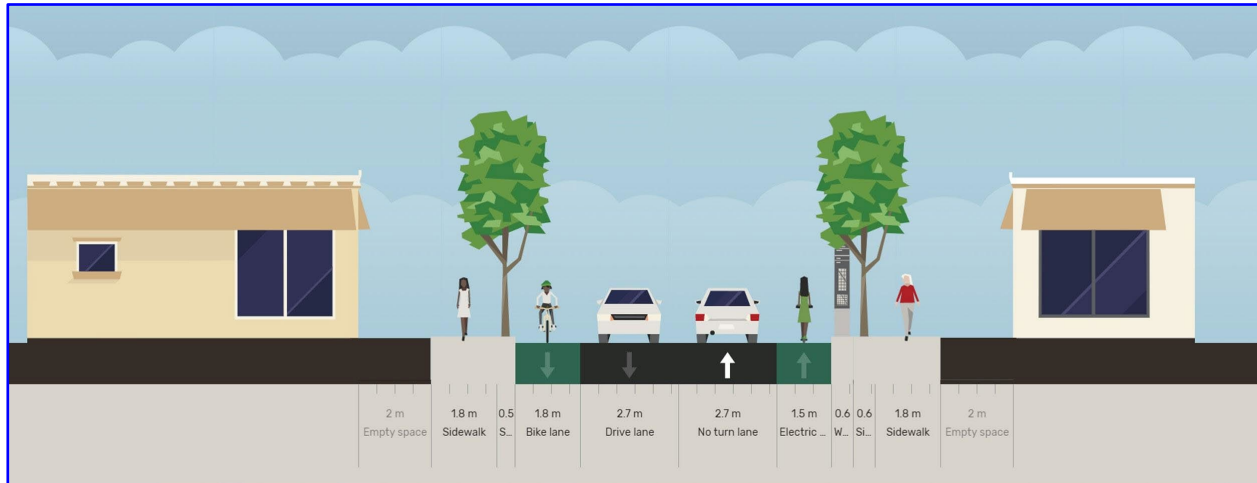 2 m
Empty space
1.8 m
Sidewalk
0.5
S...
1.8 m
Bike lane
2.7 m
Drive lane
2.7 m
No turn lane
1.5 m
Electric ...
0.6
W...
0.6
Si...
1.8 m
Sidewalk
2 m
Empty space